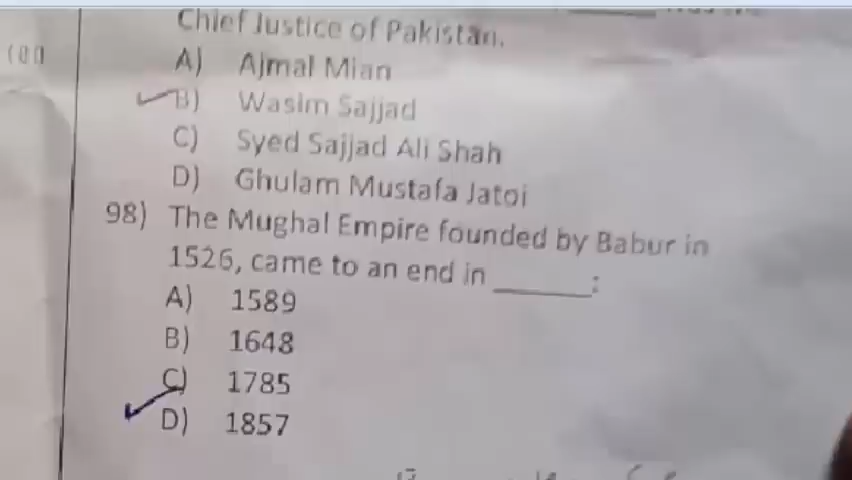 Chief Justice of Pakistan.
(00
A) Ajmal Mian
B) Wasim Sajjad
C) Syed Sajjad Ali Shah
D) Ghulam Mustafa Jatoi
98) The Mughal Empire founded by Babur in
1526, came to an end in ______:
A) 1589
B) 1648
C) 1785
D) 1857